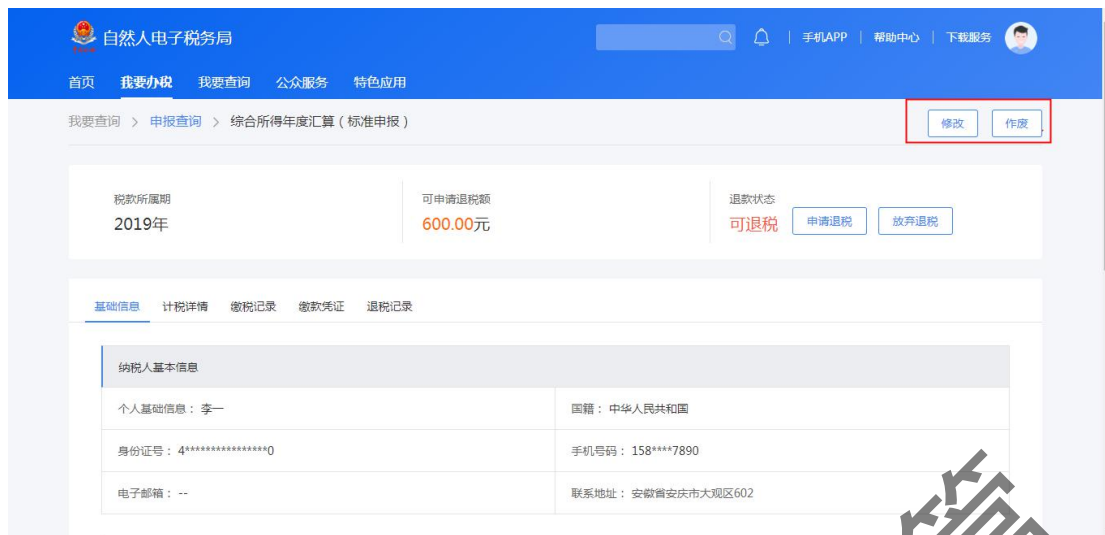 自然人电子税务局
手机APP | 帮助中心 | 下载服务
首页 我要办税 我要查询 公众服务 特色应用
我要查询 > 申报查询 > 综合所得年度汇算（标准申报） 修改 作废
税款所属期 可申请退税额 退款状态
2019年 600.00元 可退税 申请退税 放弃退税
基础信息 计税详情 缴税记录 缴款凭证 退税记录
纳税人基本信息
个人基础信息： 李一 国籍： 中华人民共和国
身份证号： 4****************0 手机号码： 158****7890
电子邮箱： -- 联系地址： 安徽省安庆市大观区602